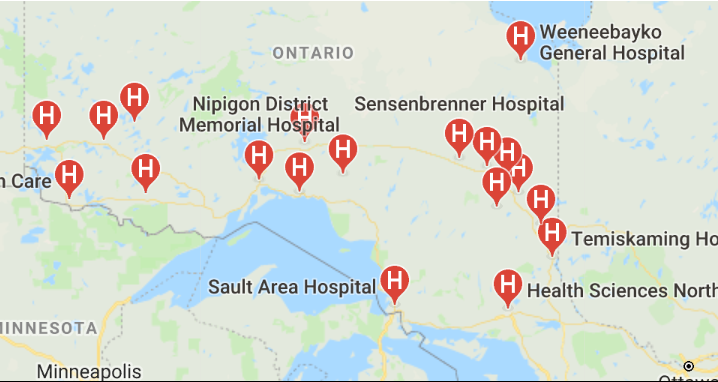 Weeneebayko
General Hospital
ONTARIO
H
H
H
H
Nipigon District
Memorial Hospital
Sensenbrenner Hospital
H
H
H
H
H
H
H
H
H
n Care
H
H
H
H
H
H
Temiskaming Ho
Sault Area Hospital
H
H
Health Sciences North
MINNESOTA
Minneapolis